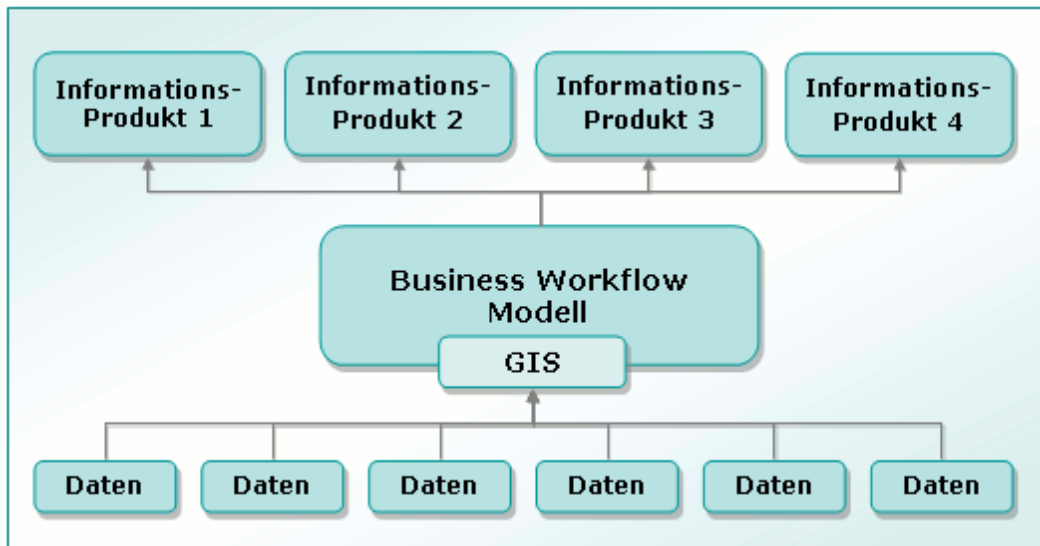 Informations-
Produkt 1
Informations-
Produkt 2
Informations-
Produkt 3
Informations-
Produkt 4
Business Workflow
Modell
GIS
Daten
Daten
Daten
Daten
Daten
Daten